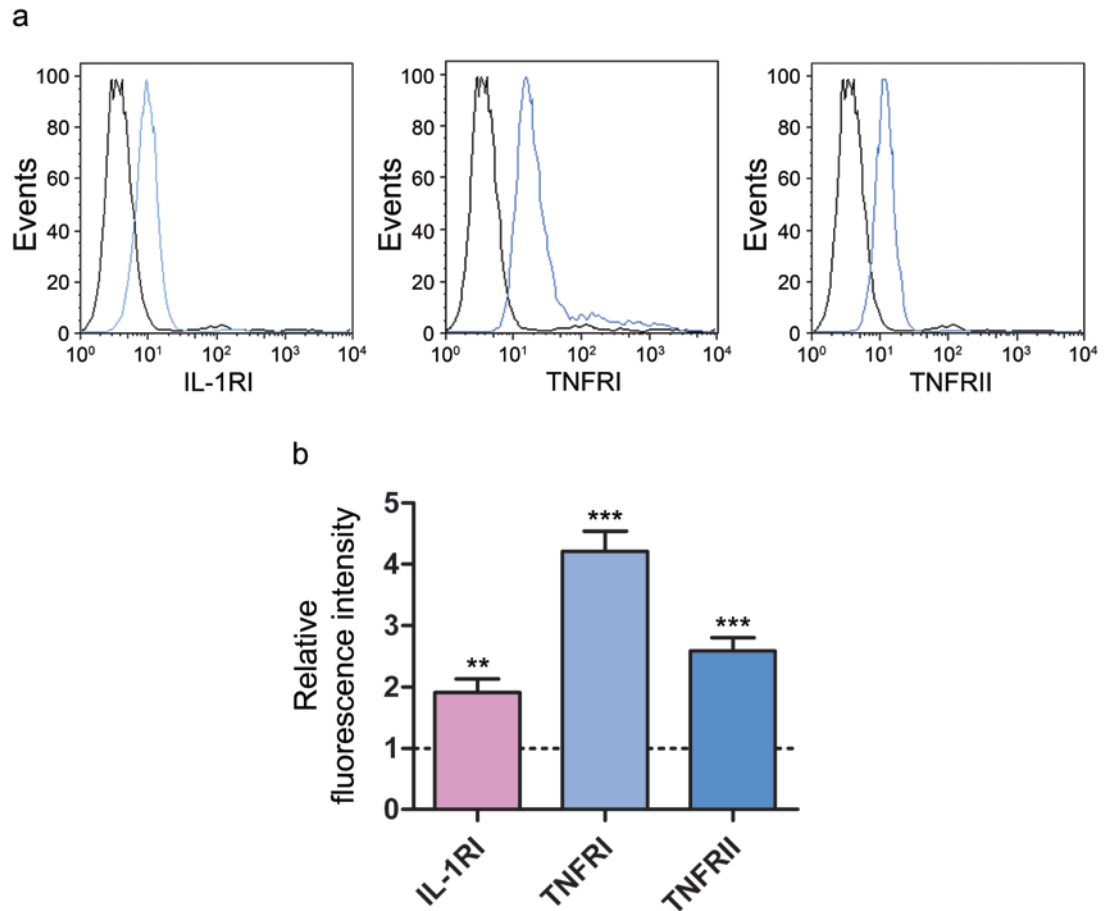 a
100
80
60
40
20
0
Events
10⁰ 10¹ 10² 10³ 10⁴
IL-1RI
100
80
60
40
20
0
Events
10⁰ 10¹ 10² 10³ 10⁴
TNFRI
100
80
60
40
20
0
Events
10⁰ 10¹ 10² 10³ 10⁴
TNFRII
b
Relative
fluorescence intensity
5
4
3
2
1
0
**
***
***
IL-1RI
TNFRI
TNFRII